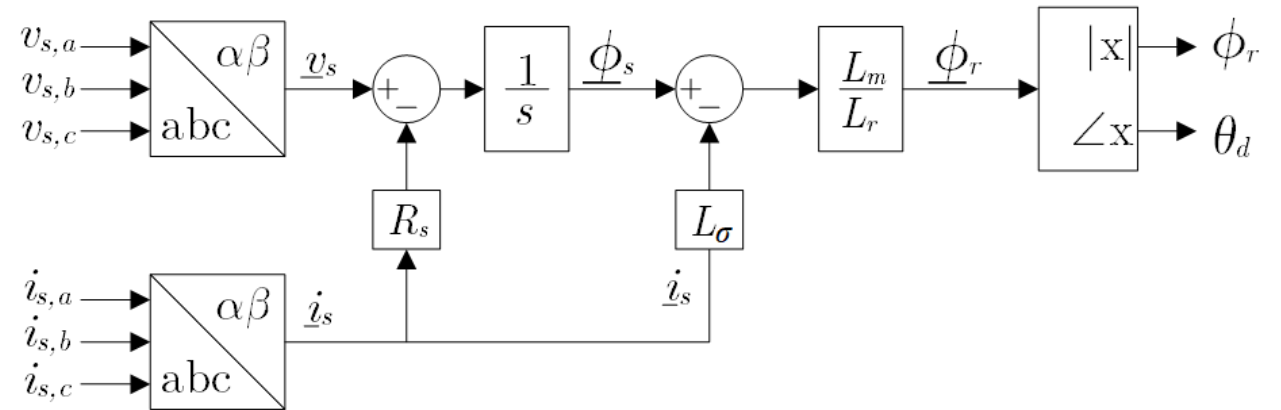 v_{s,a}
v_{s,b}
v_{s,c}
αβ
abc
v_s
+
−
1/s
ϕ_s
+
−
L_m/L_r
ϕ_r
|x|
∠x
ϕ_r
θ_d
R_s
L_σ
i_{s,a}
i_{s,b}
i_{s,c}
αβ
abc
i_s
i_s